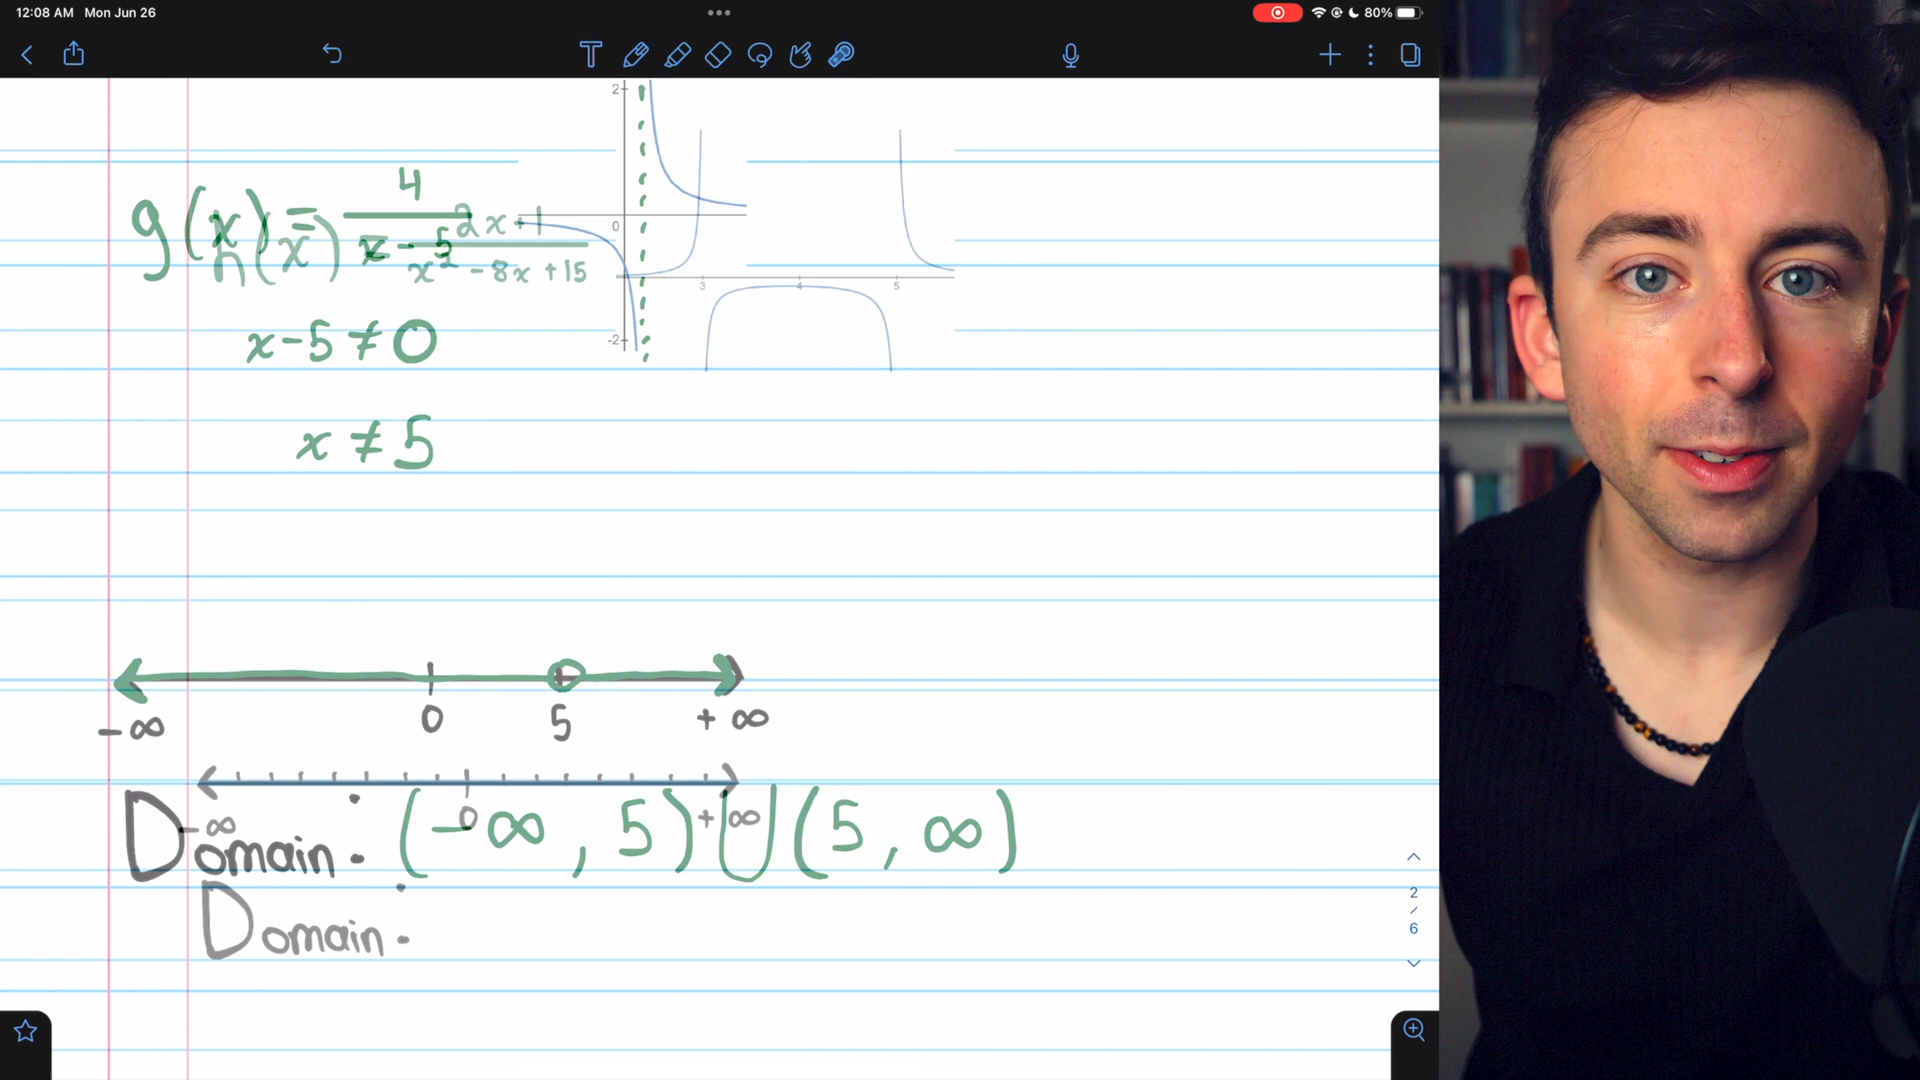 12:08 AM Mon Jun 26
80%
2
g(x) = 4 / x - 5
h(x) = 2x+1 / x² - 8x + 15
0
3 4 5
-2
x - 5 ≠ 0
x ≠ 5
-∞ 0 5 +∞
-∞ 0 +∞
Domain: (-∞, 5) ∪ (5, ∞)
Domain:
2
/
6